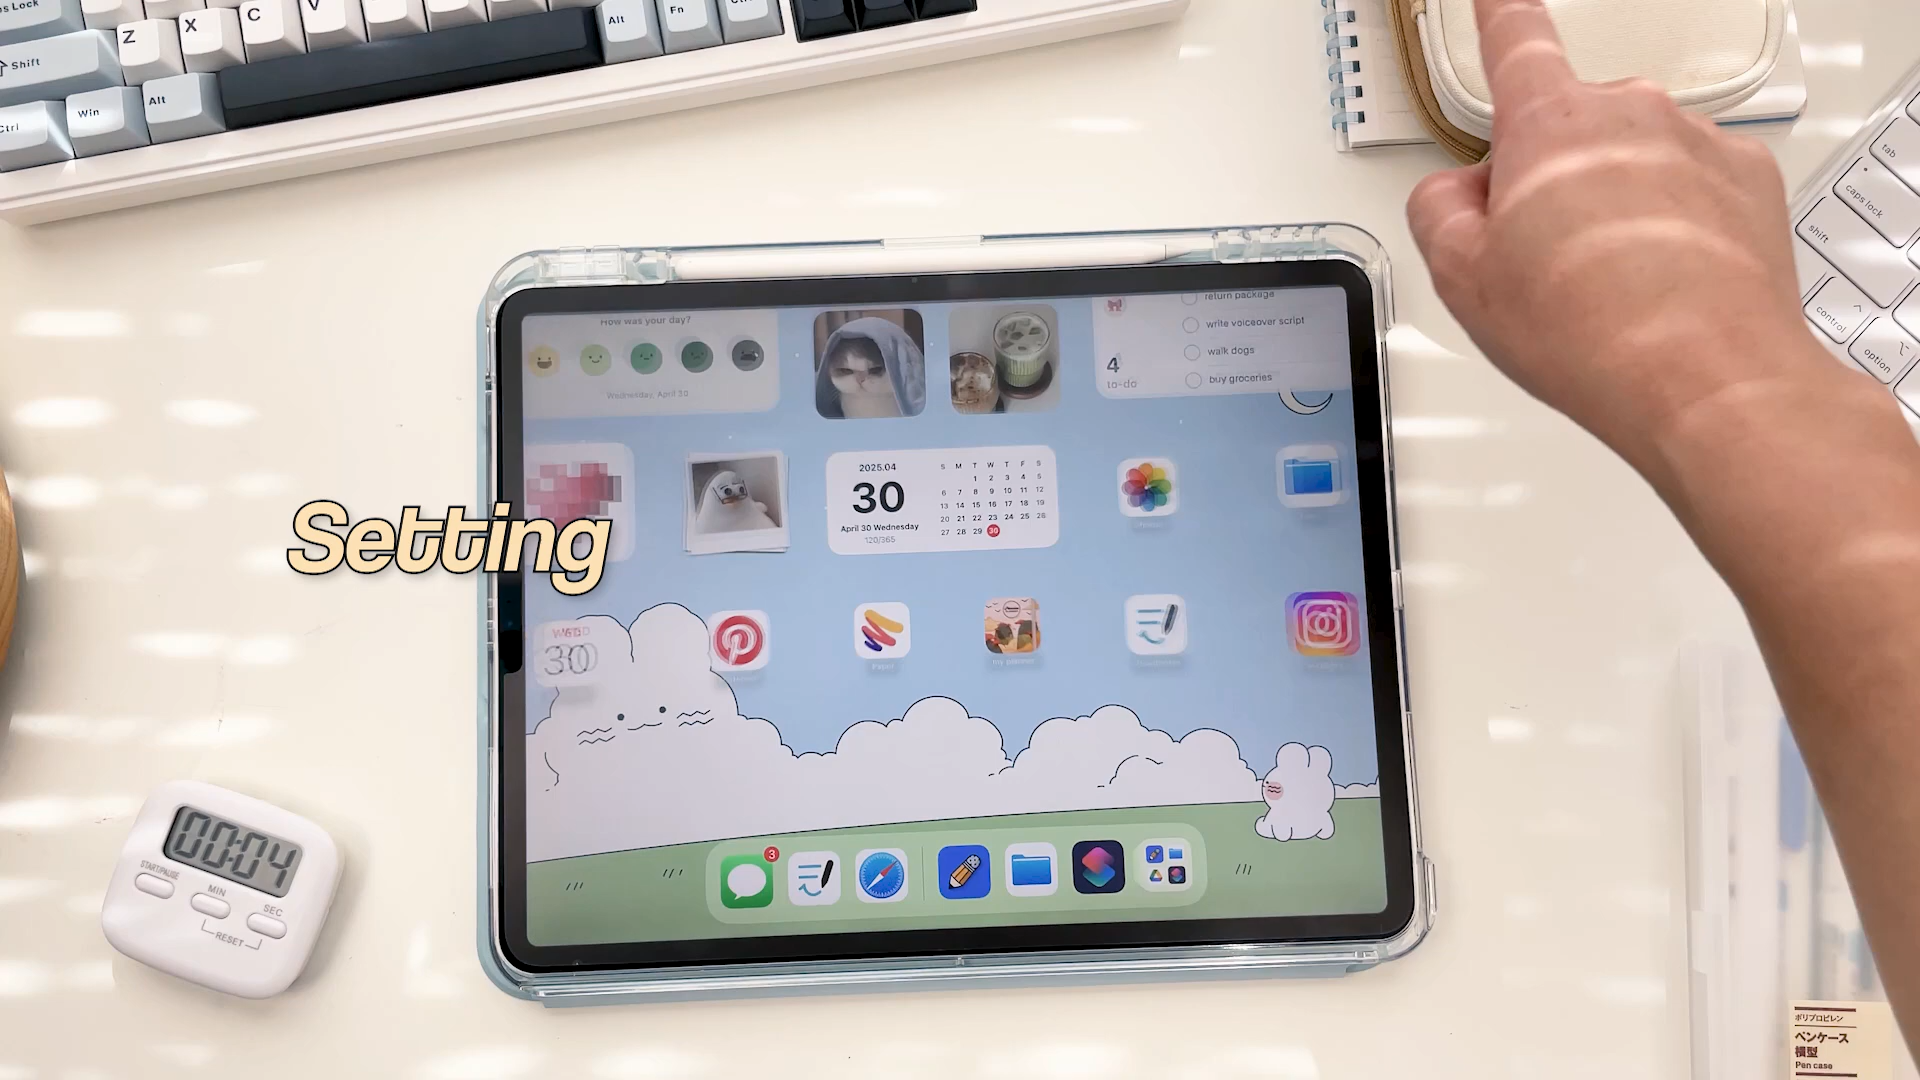 Z
X
C
V
Alt
Fn
Shift
Win
Alt
Ctrl
tab
caps lock
shift
control
option
How was your day?
Wednesday, April 30
return package
write voiceover script
walk dogs
buy groceries
4
to-do
2025.04
30
April 30 Wednesday
120/365
S M T W T F S
1 2 3 4 5
6 7 8 9 10 11 12
13 14 15 16 17 18 19
20 21 22 23 24 25 26
27 28 29 30
Setting
30
my planner
3
00:04
START/PAUSE
MIN
SEC
RESET
ポリプロピレン
ペンケース
横型
Pen case